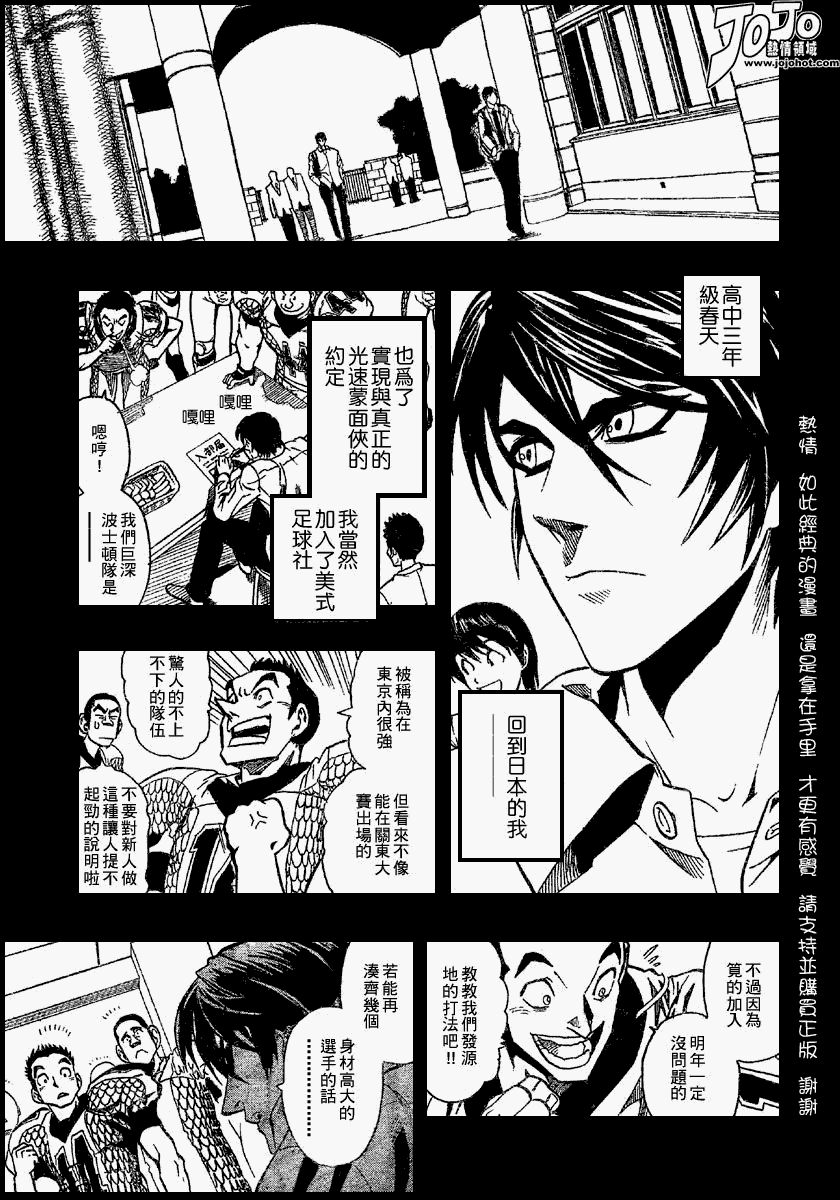 JOJO
熱情領域
www.jojohot.com
高中三年
級春天
回到日本的我
——
也爲了
實現與真正的
光速蒙面俠的
約定
我當然
加入了美式
足球社
嘎哩
嘎哩
嗯哼！
我們巨深
波士頓隊是
——
被稱為在
東京內很強
但看來不像
能在關東大
賽出場的
驚人的不上
不下的隊伍
不要對新人做
這種讓人提不
起勁的說明啦
不過因為
筧的加入
明年一定
沒問題的
教教我們發源
地的打法吧!!
若能再
湊齊幾個
身材高大的
選手的話
…………
熱情 如此經典的漫畫 還是拿在手里 才更有感覺 請支持並購買正版 謝謝